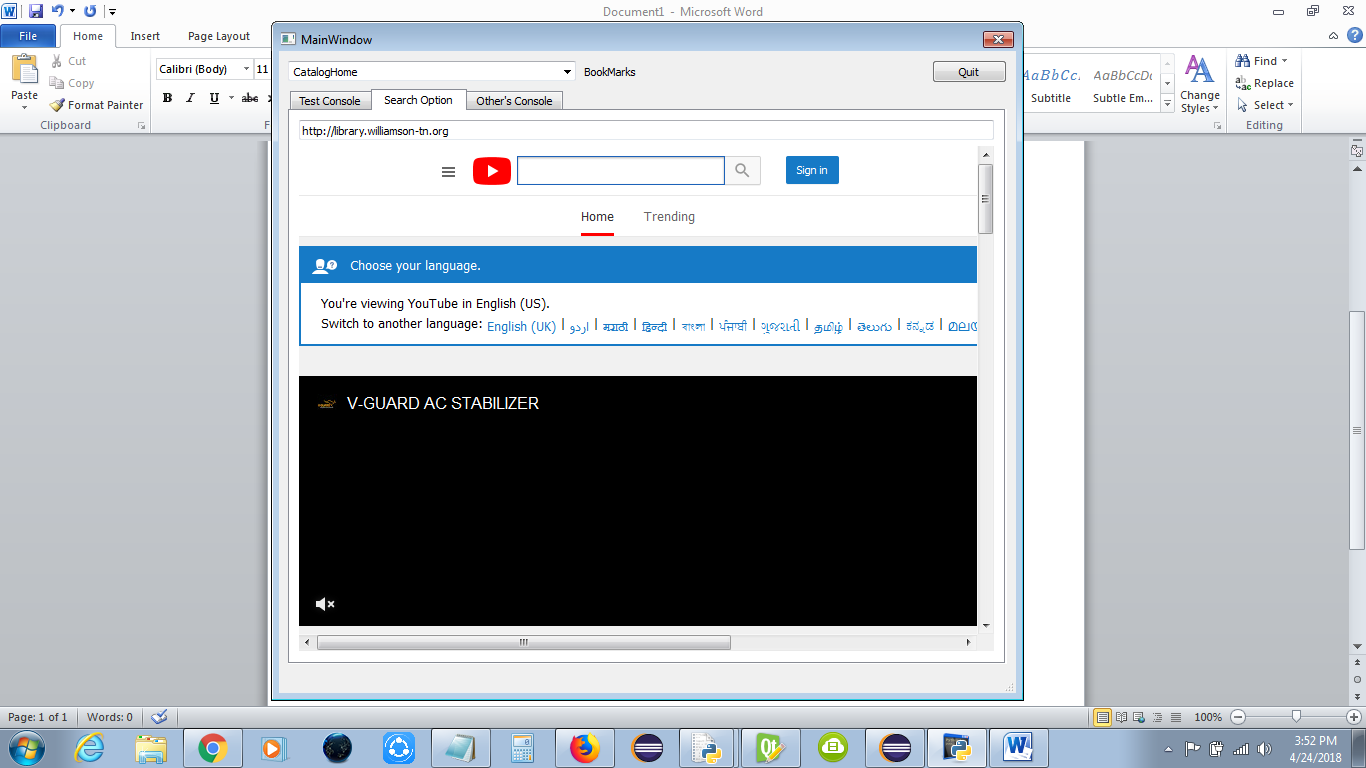 Document1 - Microsoft Word
File Home Insert Page Layout
Paste
Cut
Copy
Format Painter
Clipboard
Calibri (Body) 11
B I U abc
F
MainWindow
CatalogHome BookMarks Quit
Test Console Search Option Other's Console
http://library.williamson-tn.org
Sign in
Home Trending
Choose your language.
You're viewing YouTube in English (US).
Switch to another language: English (UK) | اردو | मराठी | हिन्दी | বাংলা | ਪੰਜਾਬੀ | ગુજરાતી | தமிழ் | తెలుగు | ಕನ್ನಡ |
V-GUARD AC STABILIZER
AaBbCc. AaBbCcDc
Subtitle Subtle Em...
Change
Styles
Find
Replace
Select
Editing
Page: 1 of 1 Words: 0
100%
3:52 PM
4/24/2018